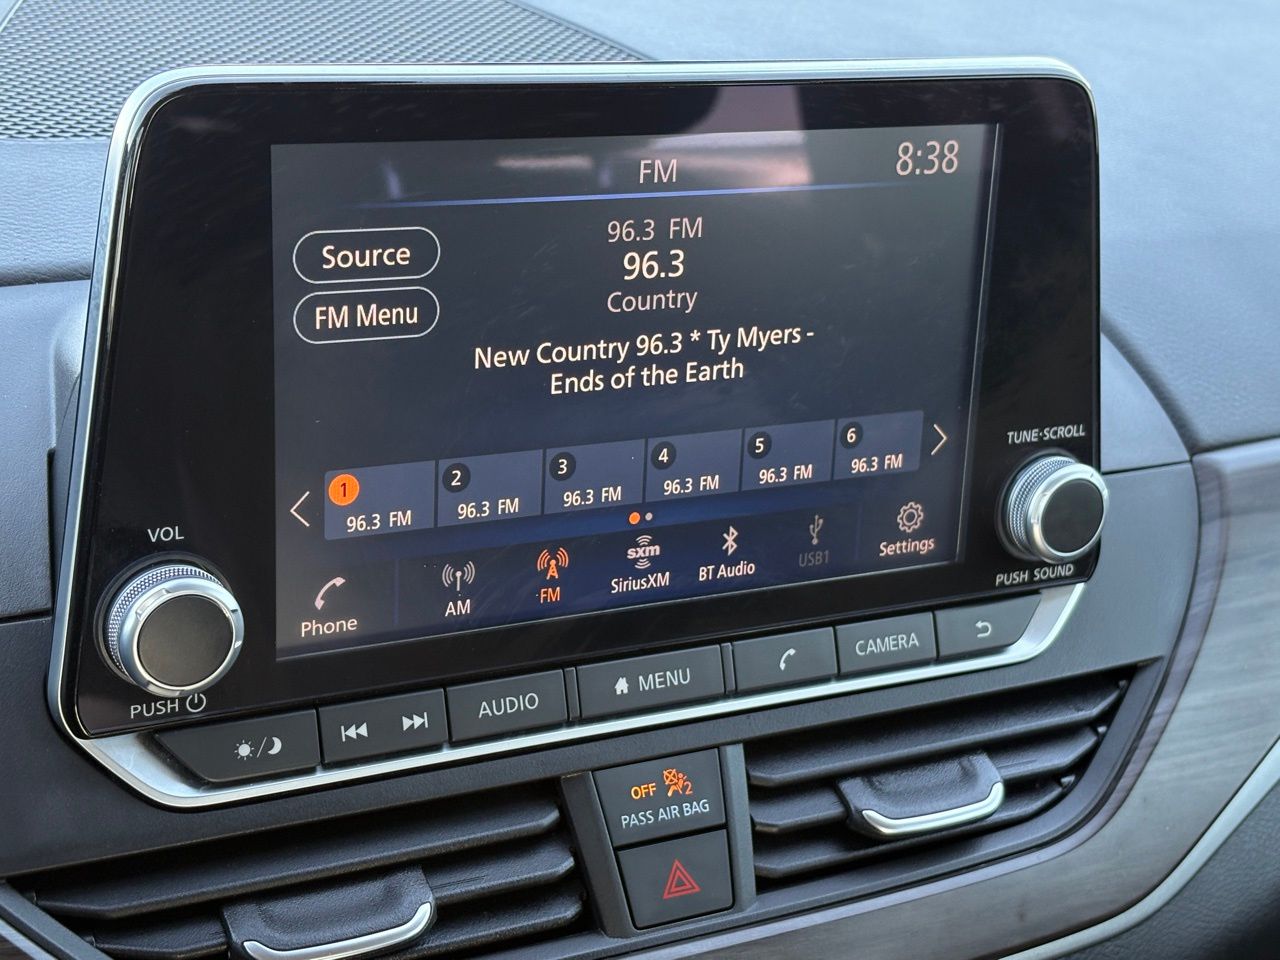 FM
8:38
Source
96.3 FM
96.3
FM Menu
Country
New Country 96.3 * Ty Myers -
Ends of the Earth
1
96.3 FM
2
96.3 FM
3
96.3 FM
4
96.3 FM
5
96.3 FM
6
96.3 FM
Phone
AM
FM
sxm
SiriusXM
BT Audio
USB1
Settings
TUNE·SCROLL
PUSH SOUND
VOL
PUSH
AUDIO
MENU
CAMERA
OFF
2
PASS AIR BAG